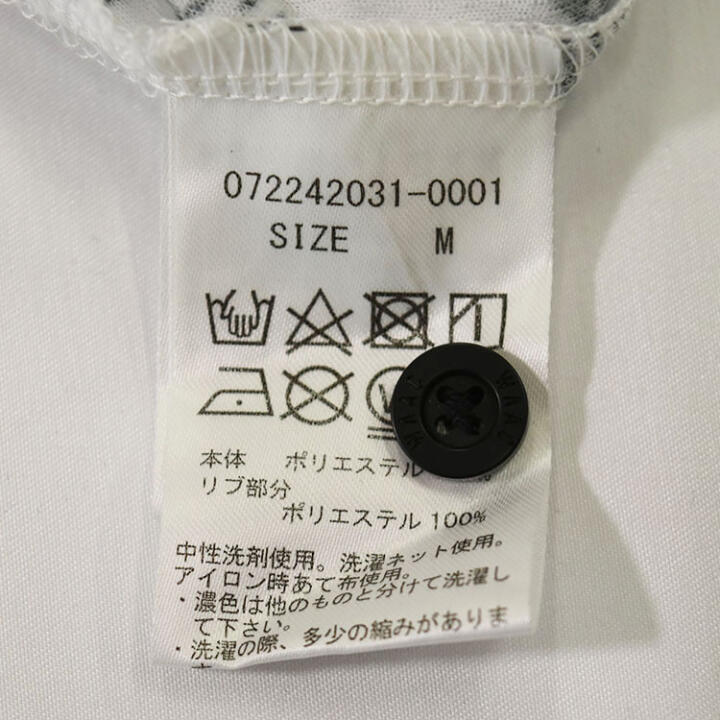 072242031-0001
SIZE M
WAAC WAAC
本体 ポリエステル %
リブ部分
ポリエステル 100%
中性洗剤使用。洗濯ネット使用。
アイロン時あて布使用。
・濃色は他のものと分けて洗濯し
て下さい。
・洗濯の際、多少の縮みがありま